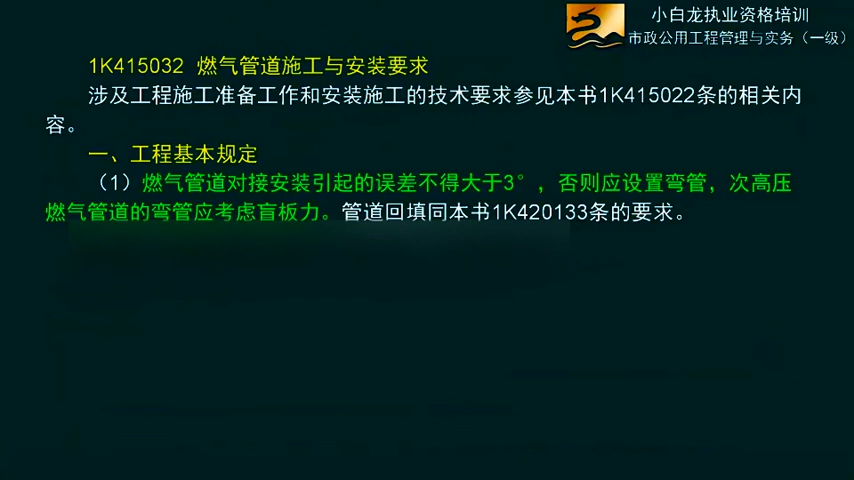 小白龙执业资格培训
市政公用工程管理与实务（一级）
1K415032 燃气管道施工与安装要求
涉及工程施工准备工作和安装施工的技术要求参见本书1K415022条的相关内
容。
一、工程基本规定
（1）燃气管道对接安装引起的误差不得大于3°，否则应设置弯管，次高压
燃气管道的弯管应考虑盲板力。管道回填同本书1K420133条的要求。